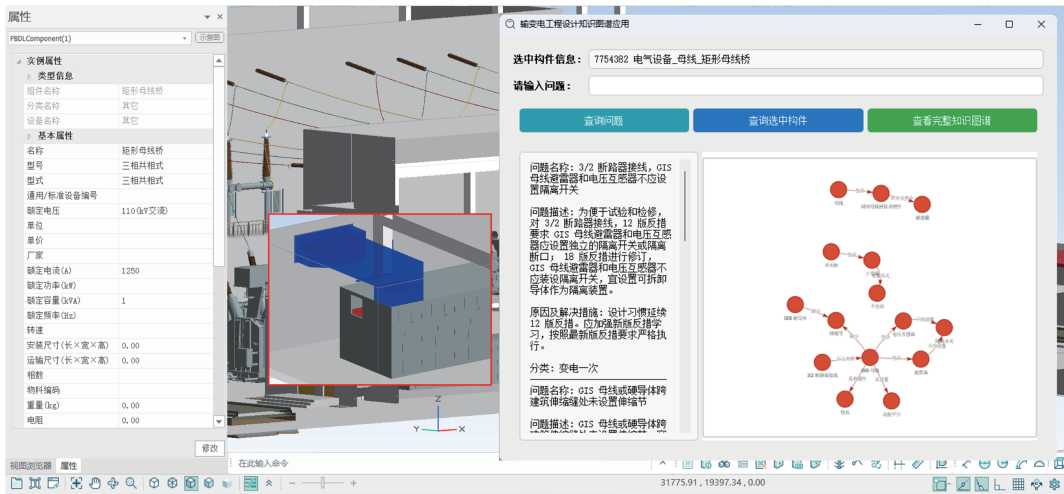 属性
PBDLComponent(1)
示意图
实例属性
类型信息
组件名称 矩形母线桥
分类名称 其它
设备名称 其它
基本属性
名称 矩形母线桥
型号 三相共相式
型式 三相共相式
通用/标准设备编号
额定电压 110(kV交流)
单位
单价
厂家
额定电流(A) 1250
额定功率(kW)
额定容量(kVA) 1
额定频率(Hz)
转速
安装尺寸(长×宽×高) 0.00
运输尺寸(长×宽×高) 0.00
相数
物料编码
重量(kg) 0.00
电阻 0.00
修改
视图浏览器 属性
Z
Y
X
在此输入命令
31775.91 , 19397.34 , 0.00
输变电工程设计知识图谱应用
选中构件信息: 7754382 电气设备_母线_矩形母线桥
请输入问题:
查询问题
查询选中构件
查看完整知识图谱
问题名称: 3/2 断路器接线, GIS
母线避雷器和电压互感器不应设
置隔离开关
问题描述: 为便于试验和检修,
对 3/2 断路器接线, 12 版反措
要求 GIS 母线避雷器和电压互感
器应设置独立的隔离开关或隔离
断口; 18 版反措进行修订,
GIS 母线避雷器和电压互感器不
应装设隔离开关, 宜设置可拆卸
导体作为隔离装置。
原因及解决措施: 设计习惯延续
12 版反措。应加强新版反措学
习, 按照最新版反措要求严格执
行。
分类: 变电一次
问题名称: GIS 母线或硬导体跨
建筑伸缩缝处未设置伸缩节
问题描述: GIS 母线或硬导体跨